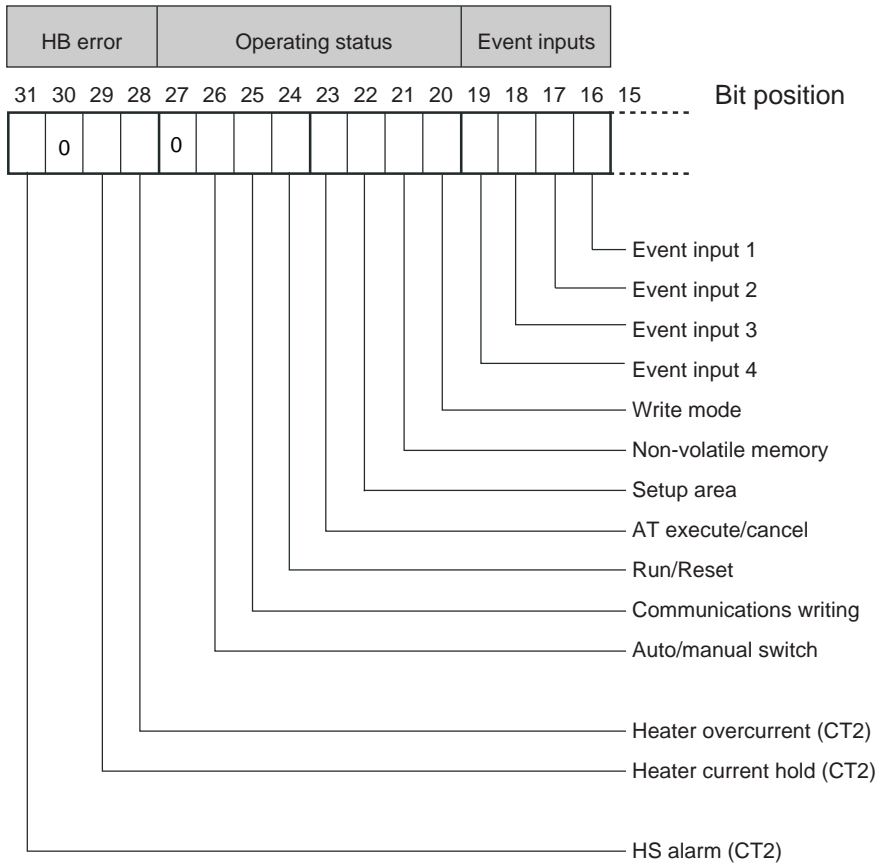 HB error Operating status Event inputs
31 30 29 28 27 26 25 24 23 22 21 20 19 18 17 16 15 Bit position
0 0
Event input 1
Event input 2
Event input 3
Event input 4
Write mode
Non-volatile memory
Setup area
AT execute/cancel
Run/Reset
Communications writing
Auto/manual switch
Heater overcurrent (CT2)
Heater current hold (CT2)
HS alarm (CT2)